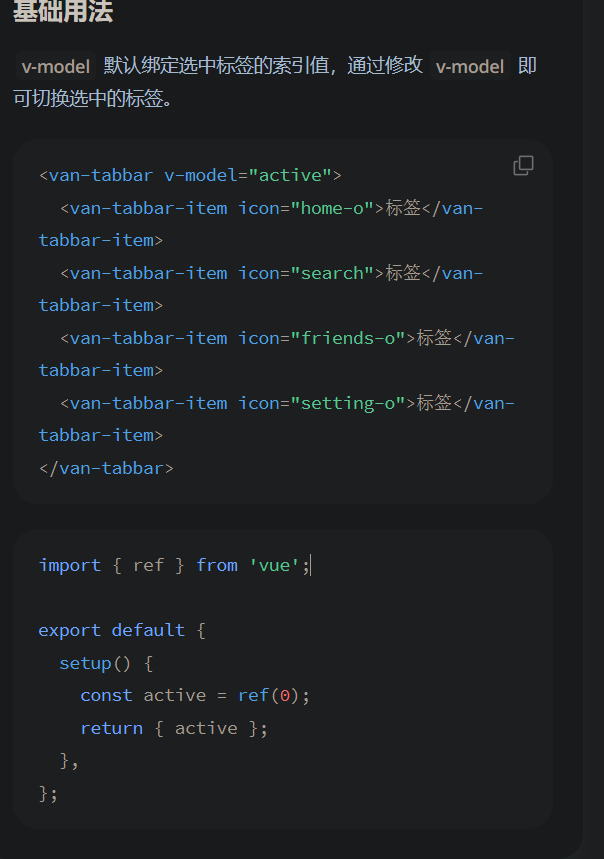 基础用法
v-model 默认绑定选中标签的索引值，通过修改 v-model 即
可切换选中的标签。
<van-tabbar v-model="active">
  <van-tabbar-item icon="home-o">标签</van-
tabbar-item>
  <van-tabbar-item icon="search">标签</van-
tabbar-item>
  <van-tabbar-item icon="friends-o">标签</van-
tabbar-item>
  <van-tabbar-item icon="setting-o">标签</van-
tabbar-item>
</van-tabbar>
import { ref } from 'vue';
export default {
  setup() {
    const active = ref(0);
    return { active };
  },
};